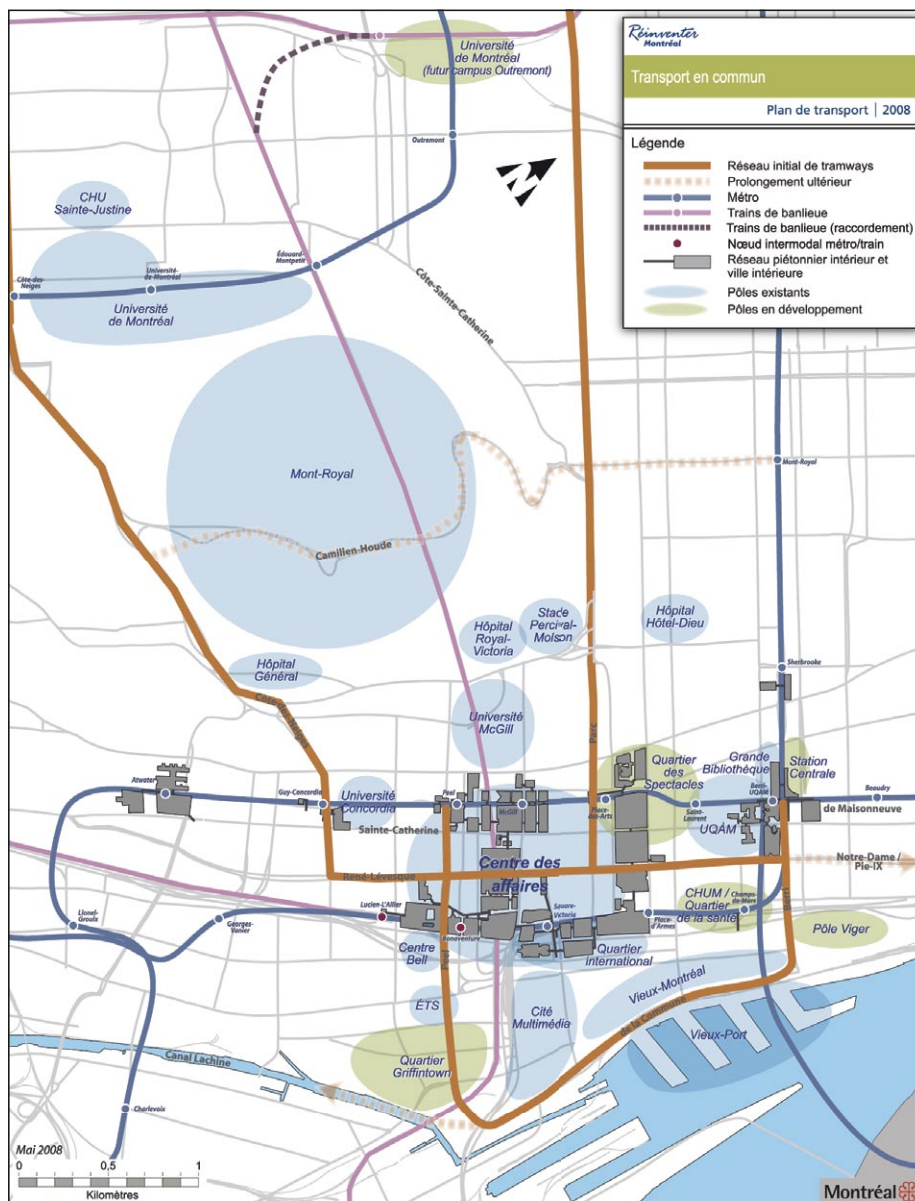 Réinventer
Montréal
Transport en commun
Plan de transport | 2008
Légende
Réseau initial de tramways
Prolongement ultérieur
Métro
Trains de banlieue
Trains de banlieue (raccordement)
Nœud intermodal métro/train
Réseau piétonnier intérieur et
ville intérieure
Pôles existants
Pôles en développement
Université
de Montréal
(futur campus Outremont)
Outremont
CHU
Sainte-Justine
Côte-des-
Neiges
Université-
de-Montréal
Édouard-
Montpetit
Université
de Montréal
Côte-Sainte-Catherine
Mont-Royal
Mont-Royal
Camillien-Houde
Hôpital
Royal-
Victoria
Stade
Percival-
Molson
Hôpital
Hôtel-Dieu
Hôpital
Général
Sherbrooke
Côte-des-Neiges
Université
McGill
Parc
Quartier
des
Spectacles
Grande
Bibliothèque
Station
Centrale
Atwater
Guy-Concordia
Université
Concordia
Peel
McGill
Place-
des-Arts
Saint-
Laurent
Berri-
UQÀM
Beaudry
de Maisonneuve
Sainte-Catherine
UQÀM
René-Lévesque
Centre des
affaires
Notre-Dame /
Pie-IX
Berri
Lucien-L'Allier
Bonaventure
Square-
Victoria
Place-
d'Armes
CHUM /
Quartier
de la santé
Champs-
de-Mars
Lionel-
Groulx
Georges-
Vanier
Peel
Centre
Bell
Quartier
International
Pôle Viger
ÉTS
Cité
Multimédia
Vieux-Montréal
de la Commune
Vieux-Port
Canal Lachine
Quartier
Griffintown
Charlevoix
Mai 2008
0 0,5 1
Kilomètres
Montréal